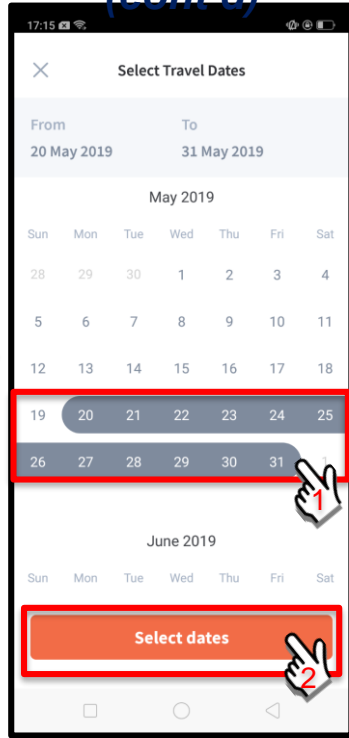 (Cont'd)
17:15
Select Travel Dates
From To
20 May 2019 31 May 2019
May 2019
Sun Mon Tue Wed Thu Fri Sat
28 29 30 1 2 3 4
5 6 7 8 9 10 11
12 13 14 15 16 17 18
19 20 21 22 23 24 25
26 27 28 29 30 31 1
1
June 2019
Sun Mon Tue Wed Thu Fri Sat
Select dates
2